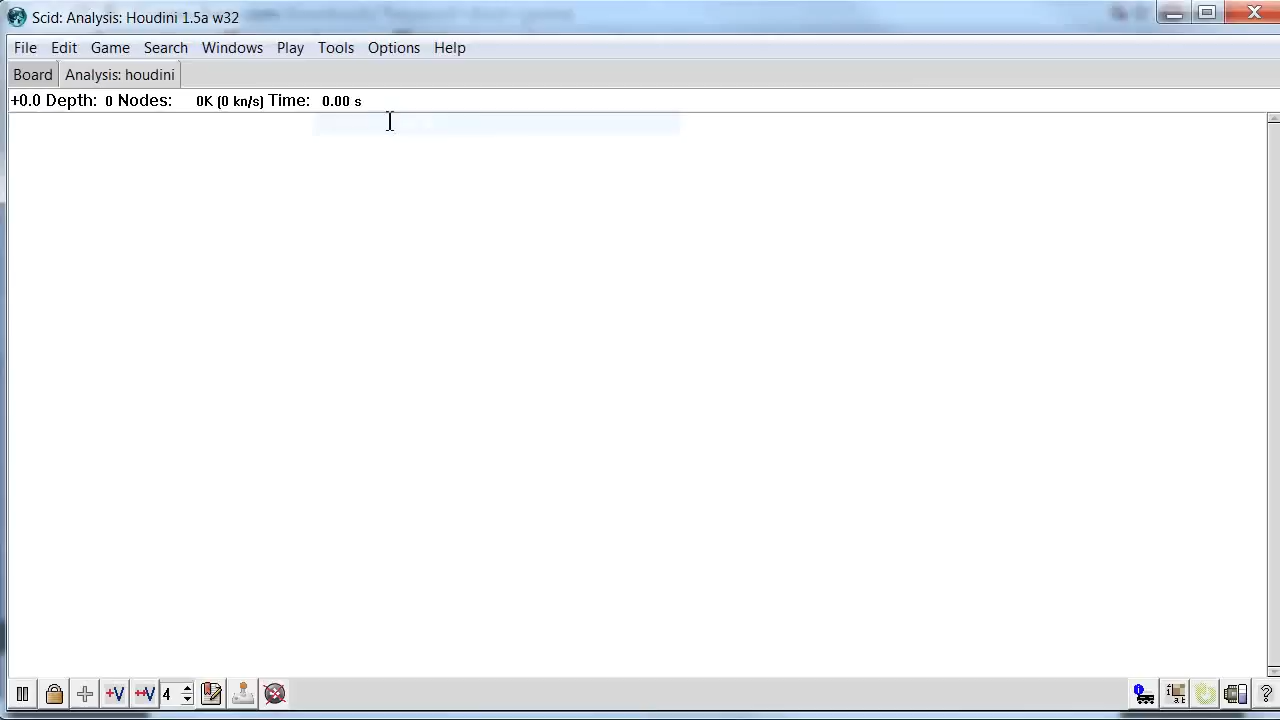 Scid: Analysis: Houdini 1.5a w32
File Edit Game Search Windows Play Tools Options Help
Board Analysis: houdini
+0.0 Depth: 0 Nodes: 0K (0 kn/s) Time: 0.00 s
+V ++V 4 ?